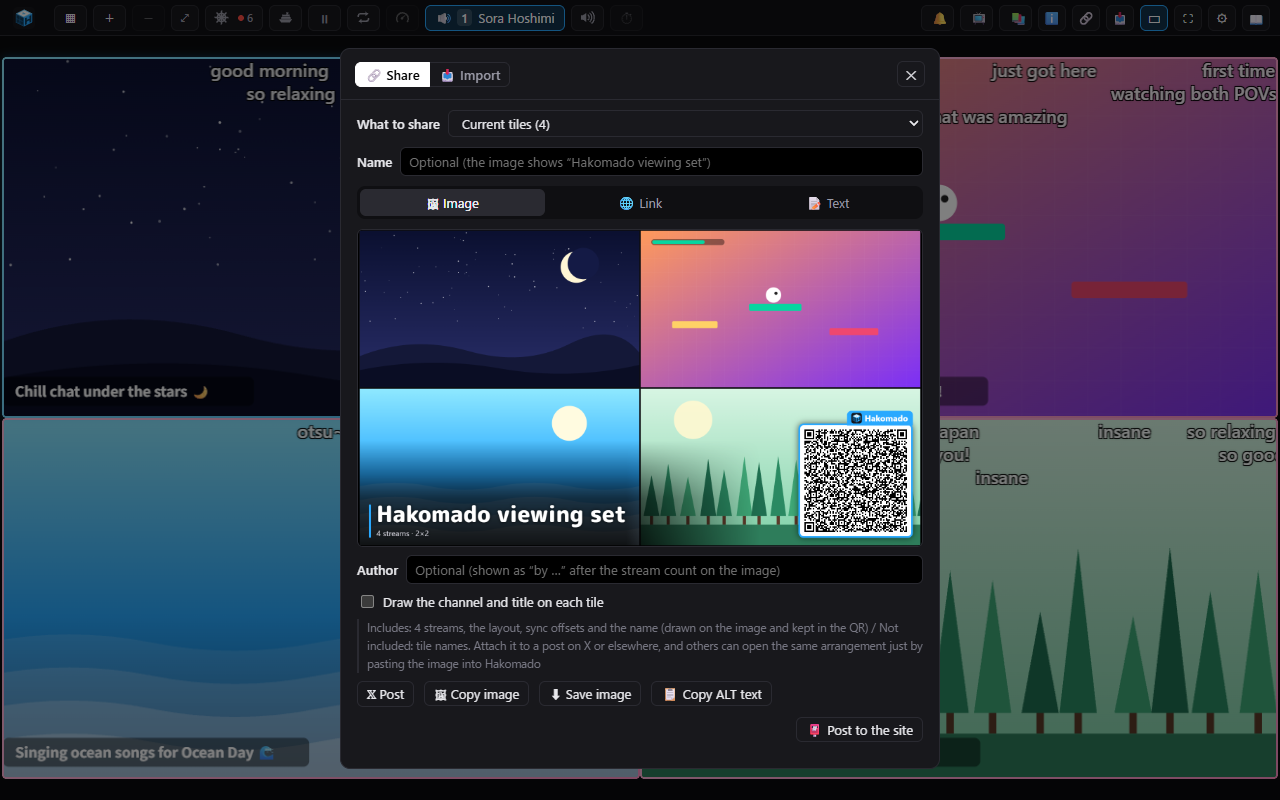 6
1 Sora Hoshimi
good morning
so relaxing
just got here
first time
watching both POVs
at was amazing
Share
Import
What to share
Current tiles (4)
Name
Optional (the image shows “Hakomado viewing set”)
Image
Link
Text
Hakomado
Hakomado viewing set
4 streams · 2×2
Author
Optional (shown as “by …” after the stream count on the image)
Draw the channel and title on each tile
Includes: 4 streams, the layout, sync offsets and the name (drawn on the image and kept in the QR) / Not
included: tile names. Attach it to a post on X or elsewhere, and others can open the same arrangement just by
pasting the image into Hakomado
𝕏 Post
Copy image
Save image
Copy ALT text
Post to the site
Chill chat under the stars
otsu~
apan
you!
insane
so relaxing
so goo
insane
Singing ocean songs for Ocean Day